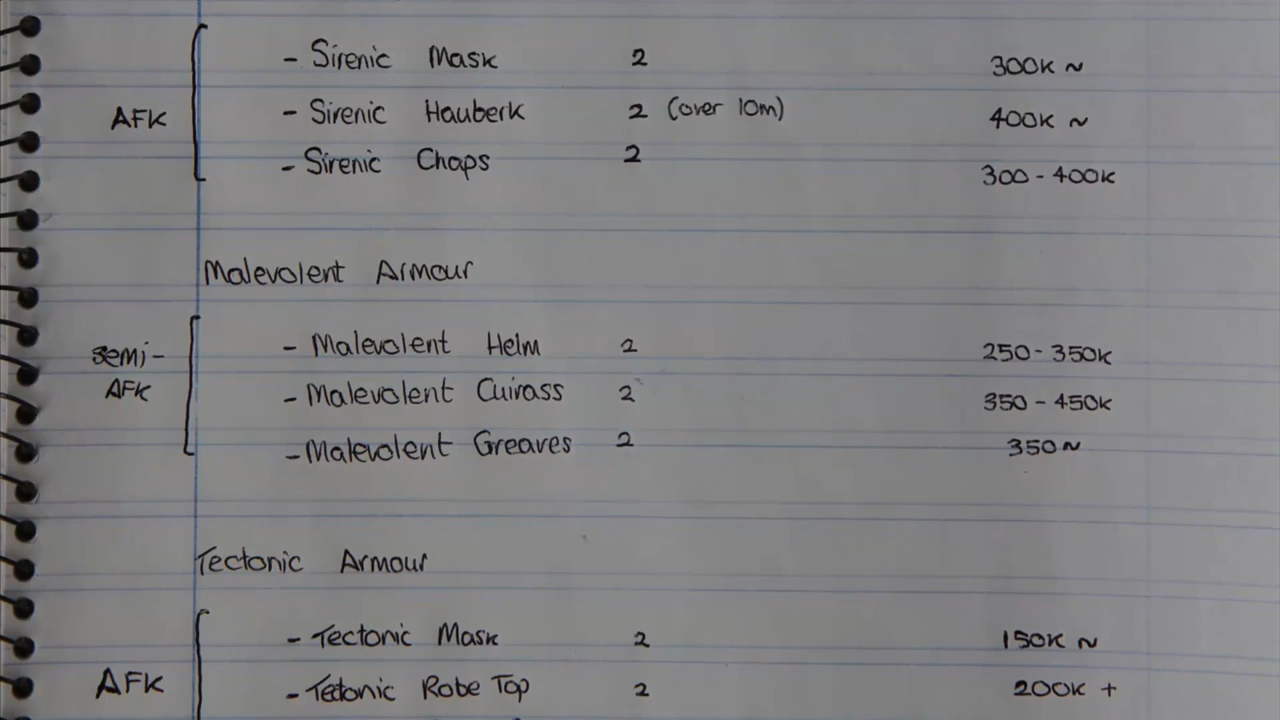 - Sirenic Mask 2 300K ~
AFK - Sirenic Hauberk 2 (over 10m) 400K ~
- Sirenic Chaps 2 300 - 400K
Malevolent Armour
semi- - Malevolent Helm 2 250 - 350K
AFK - Malevolent Cuirass 2 350 - 450K
- Malevolent Greaves 2 350 ~
Tectonic Armour
- Tectonic Mask 2 150K ~
AFK - Tectonic Robe Top 2 200K +